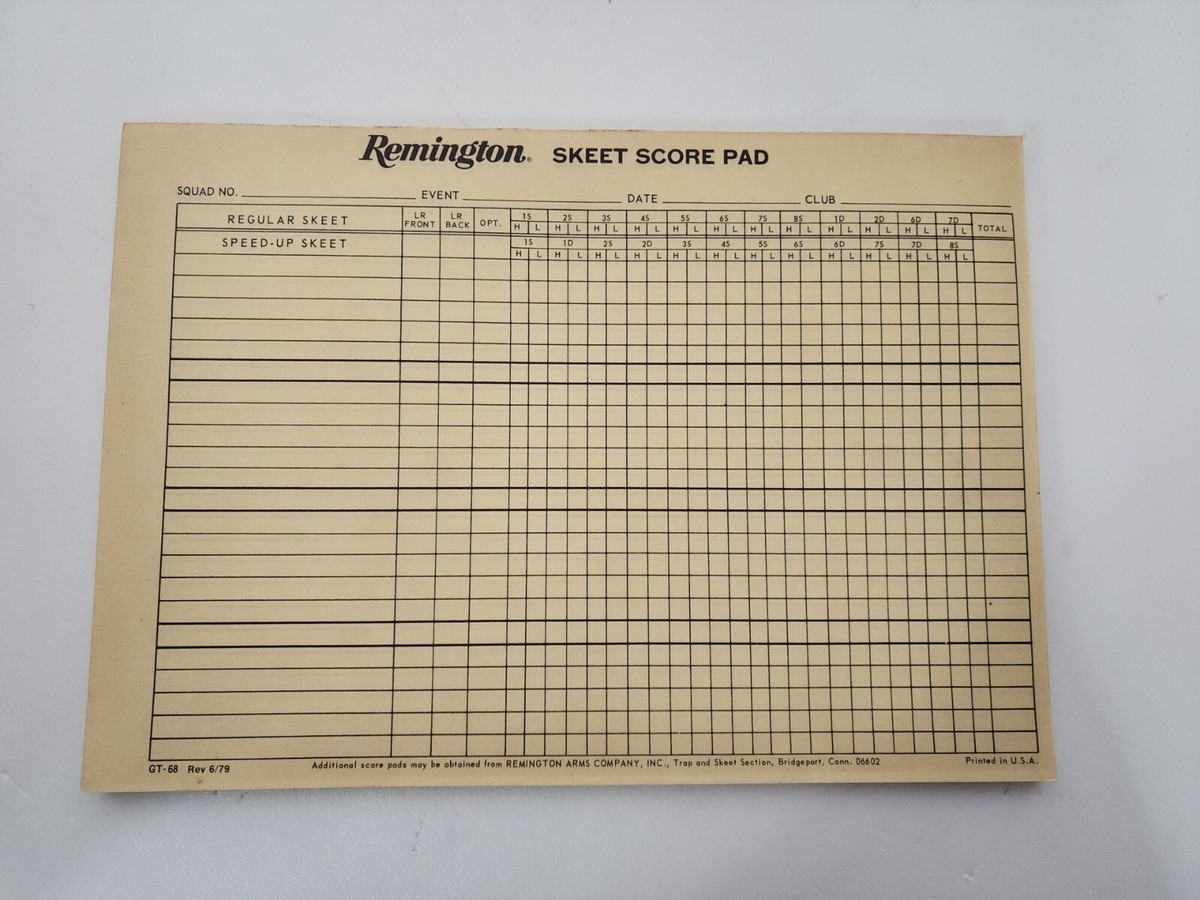 Remington® SKEET SCORE PAD
SQUAD NO. EVENT DATE CLUB
REGULAR SKEET LR FRONT LR BACK OPT. 1S 2S 3S 4S 5S 6S 7S 8S 1D 2D 6D 7D TOTAL
H L H L H L H L H L H L H L H L H L H L H L H L
SPEED-UP SKEET 1S 1D 2S 2D 3S 4S 5S 6S 6D 7S 7D 8S
H L H L H L H L H L H L H L H L H L H L H L H L
GT-68 Rev 6/79 Additional score pads may be obtained from REMINGTON ARMS COMPANY, INC., Trap and Skeet Section, Bridgeport, Conn. 06602 Printed in U.S.A.